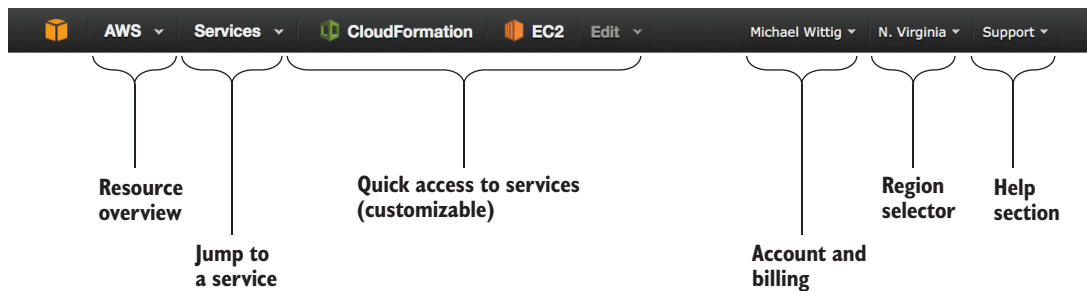 AWS Services CloudFormation EC2 Edit Michael Wittig N. Virginia Support
Resource
overview
Jump to
a service
Quick access to services
(customizable)
Account and
billing
Region
selector
Help
section